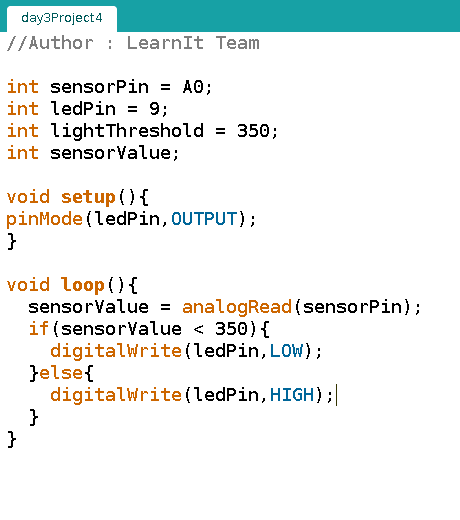 day3Project4
//Author : LearnIt Team
int sensorPin = A0;
int ledPin = 9;
int lightThreshold = 350;
int sensorValue;
void setup(){
pinMode(ledPin,OUTPUT);
}
void loop(){
  sensorValue = analogRead(sensorPin);
  if(sensorValue < 350){
    digitalWrite(ledPin,LOW);
  }else{
    digitalWrite(ledPin,HIGH);
  }
}